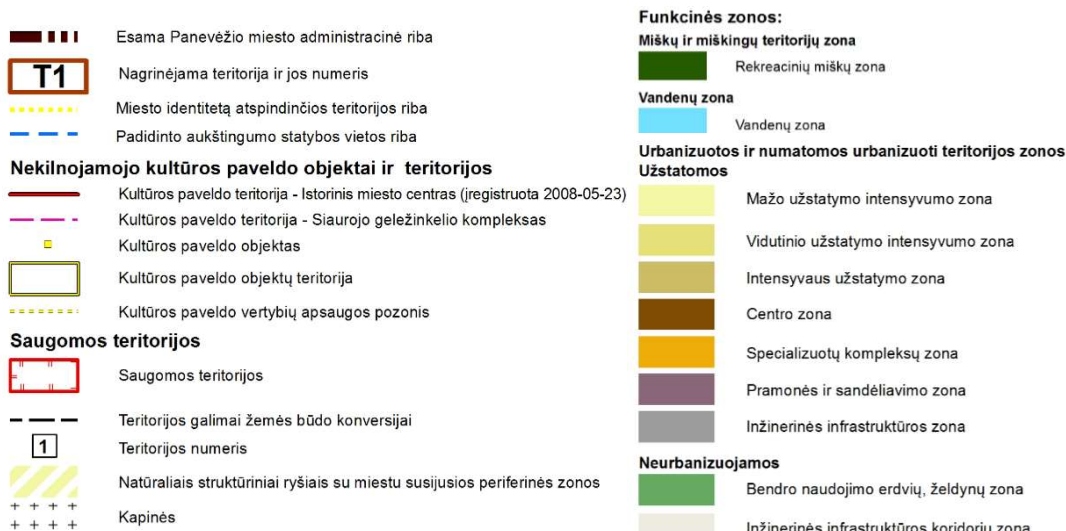 Esama Panevėžio miesto administracinė riba
T1
Nagrinėjama teritorija ir jos numeris
Miesto identitetą atspindinčios teritorijos riba
Padidinto aukštingumo statybos vietos riba
Nekilnojamojo kultūros paveldo objektai ir teritorijos
Kultūros paveldo teritorija - Istorinis miesto centras (įregistruota 2008-05-23)
Kultūros paveldo teritorija - Siaurojo geležinkelio kompleksas
Kultūros paveldo objektas
Kultūros paveldo objektų teritorija
Kultūros paveldo vertybių apsaugos pozonis
Saugomos teritorijos
Saugomos teritorijos
Teritorijos galimai žemės būdo konversijai
1
Teritorijos numeris
Natūraliais struktūriniai ryšiais su miestu susijusios periferinės zonos
Kapinės
Funkcinės zonos:
Miškų ir miškingų teritorijų zona
Rekreacinių miškų zona
Vandenų zona
Vandenų zona
Urbanizuotos ir numatomos urbanizuoti teritorijos zonos
Užstatomos
Mažo užstatymo intensyvumo zona
Vidutinio užstatymo intensyvumo zona
Intensyvaus užstatymo zona
Centro zona
Specializuotų kompleksų zona
Pramonės ir sandėliavimo zona
Inžinerinės infrastruktūros zona
Neurbanizuojamos
Bendro naudojimo erdvių, želdynų zona
Inžinerinės infrastruktūros koridorių zona